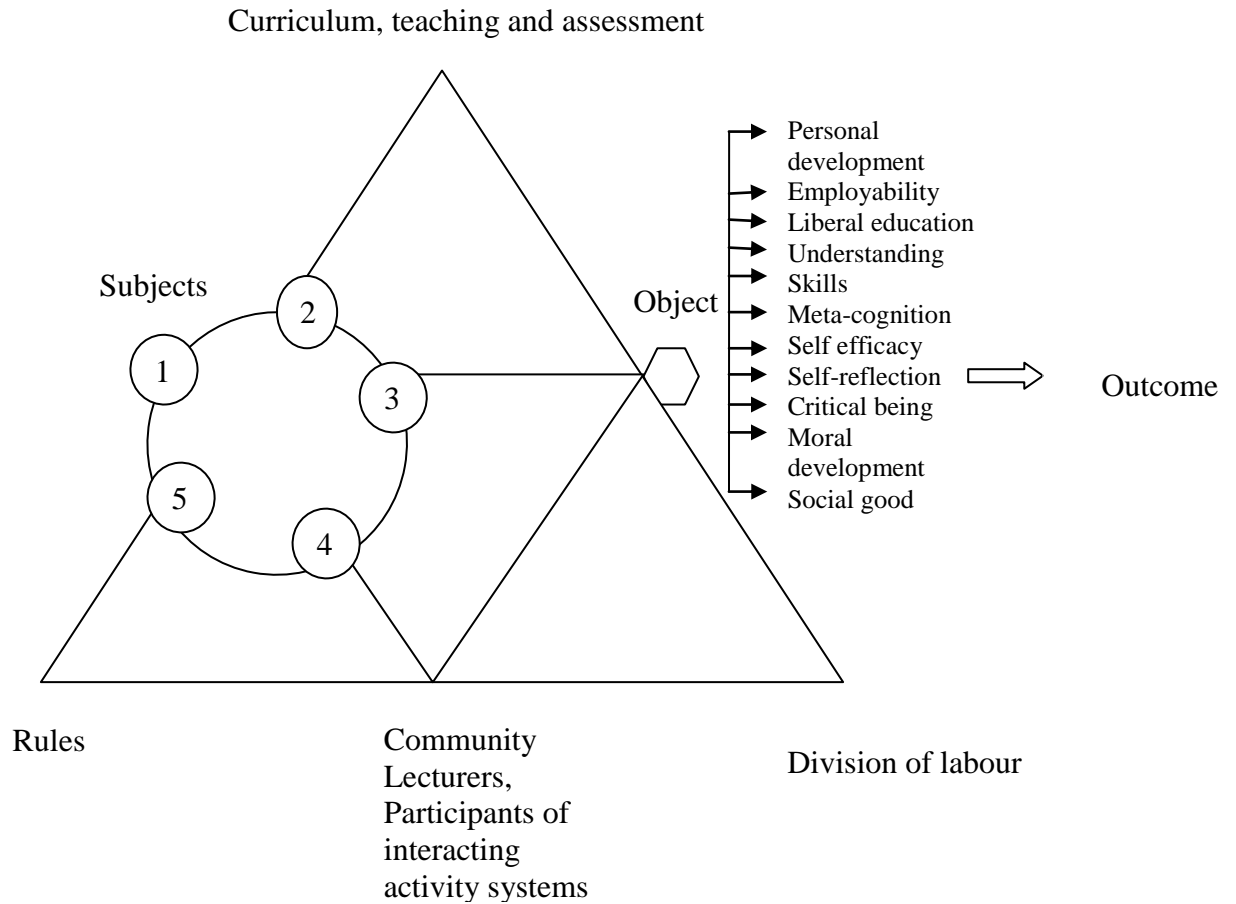 Curriculum, teaching and assessment
Personal
development
Employability
Liberal education
Understanding
Skills
Meta-cognition
Self efficacy
Self-reflection
Critical being
Moral
development
Social good
Subjects
Object
Outcome
1
2
3
4
5
Rules
Community
Lecturers,
Participants of
interacting
activity systems
Division of labour